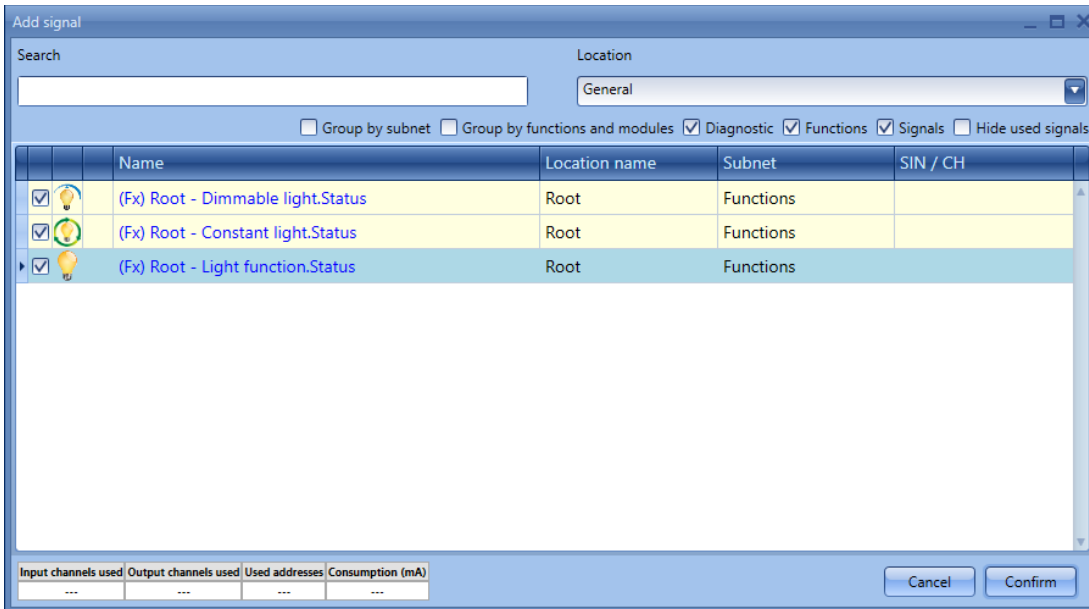 Add signal
Search Location
General
Group by subnet Group by functions and modules Diagnostic Functions Signals Hide used signals
Name Location name Subnet SIN / CH
(Fx) Root - Dimmable light.Status Root Functions
(Fx) Root - Constant light.Status Root Functions
(Fx) Root - Light function.Status Root Functions
Input channels used Output channels used Used addresses Consumption (mA)
--- --- --- ---
Cancel Confirm